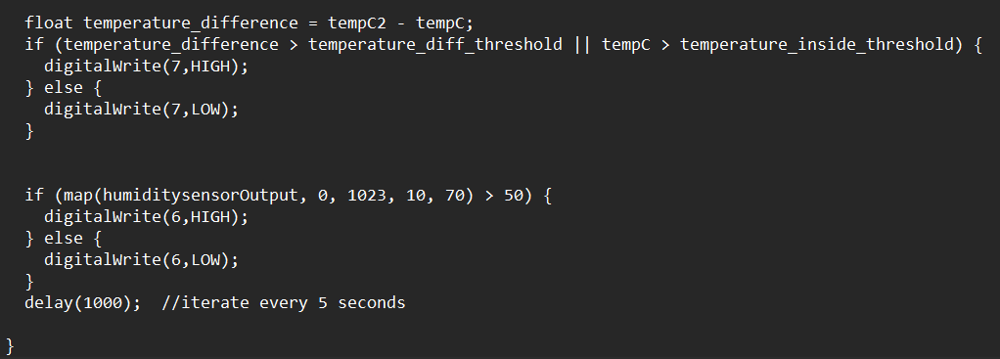 float temperature_difference = tempC2 - tempC;
if (temperature_difference > temperature_diff_threshold || tempC > temperature_inside_threshold) {
digitalWrite(7,HIGH);
} else {
digitalWrite(7,LOW);
}
if (map(humiditysensorOutput, 0, 1023, 10, 70) > 50) {
digitalWrite(6,HIGH);
} else {
digitalWrite(6,LOW);
}
delay(1000);  //iterate every 5 seconds
}